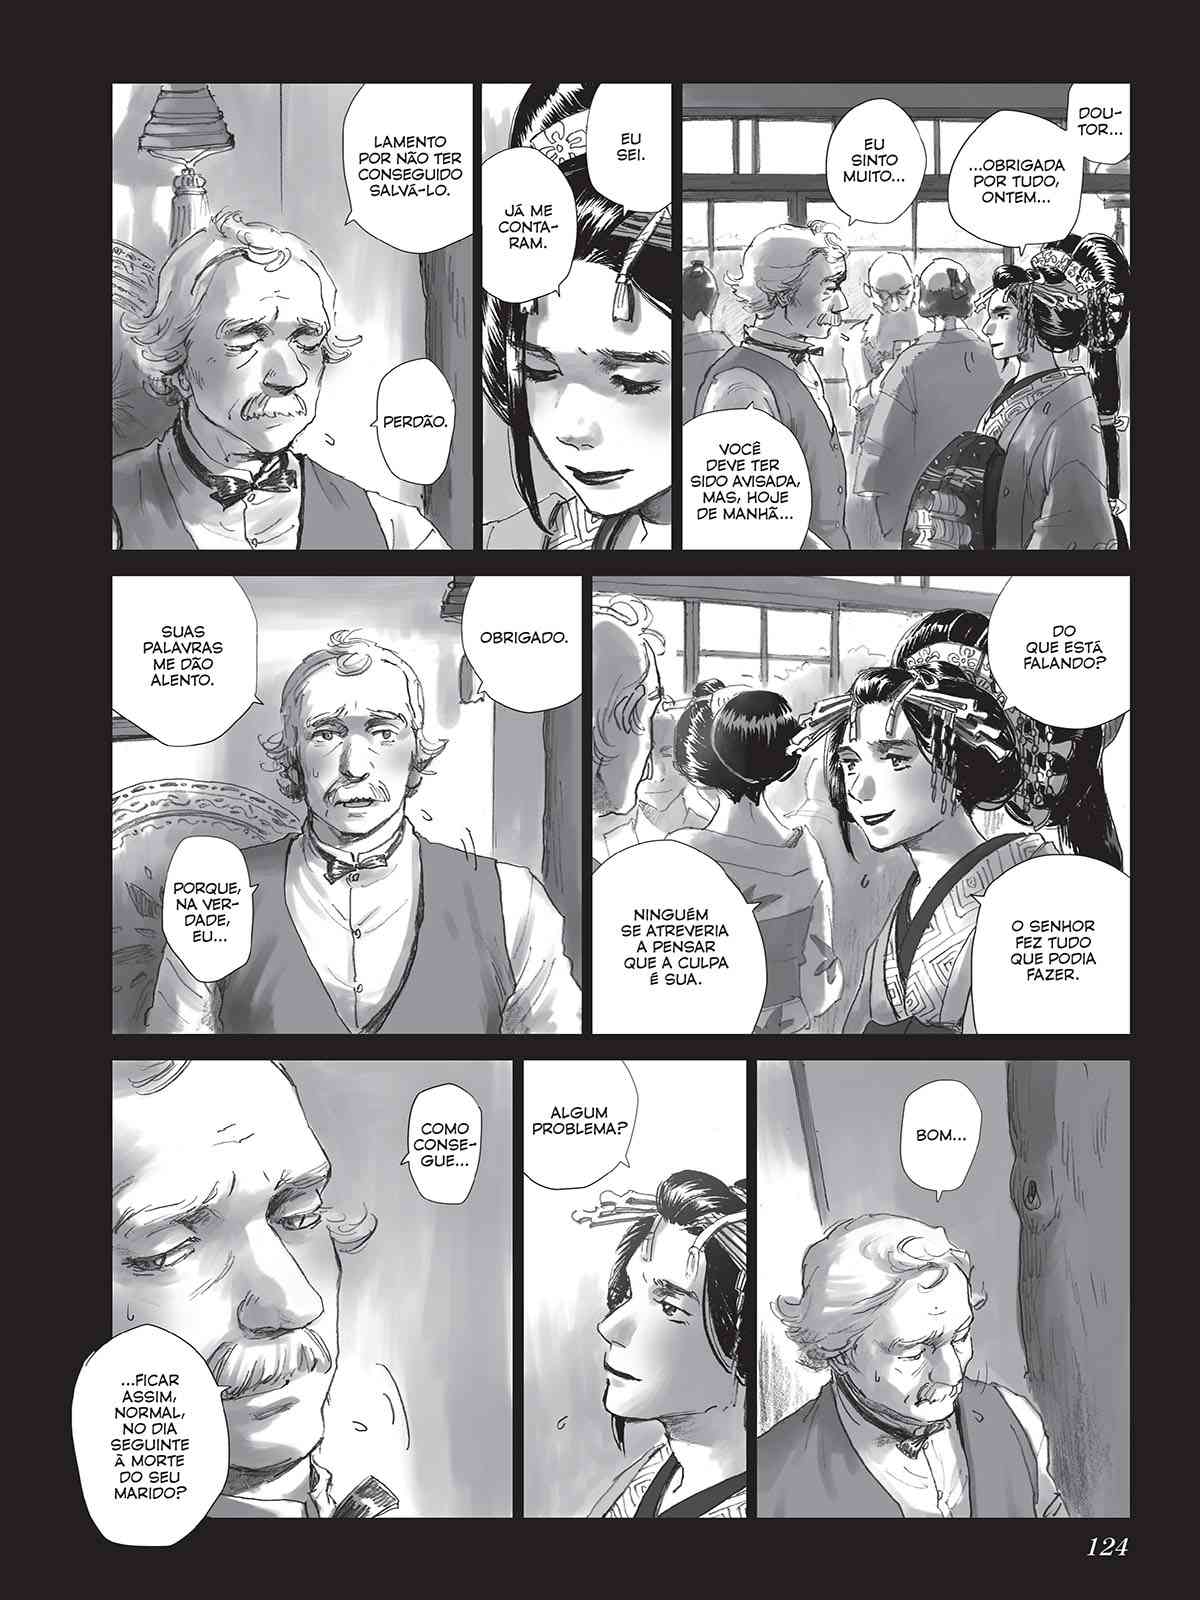 DOU-
TOR...
...OBRIGADA
POR TUDO,
ONTEM...
EU
SINTO
MUITO...
VOCÊ
DEVE TER
SIDO AVISADA,
MAS, HOJE
DE MANHÃ...
EU
SEI.
JÁ ME
CONTA-
RAM.
LAMENTO
POR NÃO TER
CONSEGUIDO
SALVÁ-LO.
PERDÃO.
DO
QUE ESTÁ
FALANDO?
O SENHOR
FEZ TUDO
QUE PODIA
FAZER.
NINGUÉM
SE ATREVERIA
A PENSAR
QUE A CULPA
É SUA.
OBRIGADO.
SUAS
PALAVRAS
ME DÃO
ALENTO.
PORQUE,
NA VER-
DADE,
EU...
BOM...
ALGUM
PROBLEMA?
COMO
CONSE-
GUE...
...FICAR
ASSIM,
NORMAL,
NO DIA
SEGUINTE
À MORTE
DO SEU
MARIDO?
124